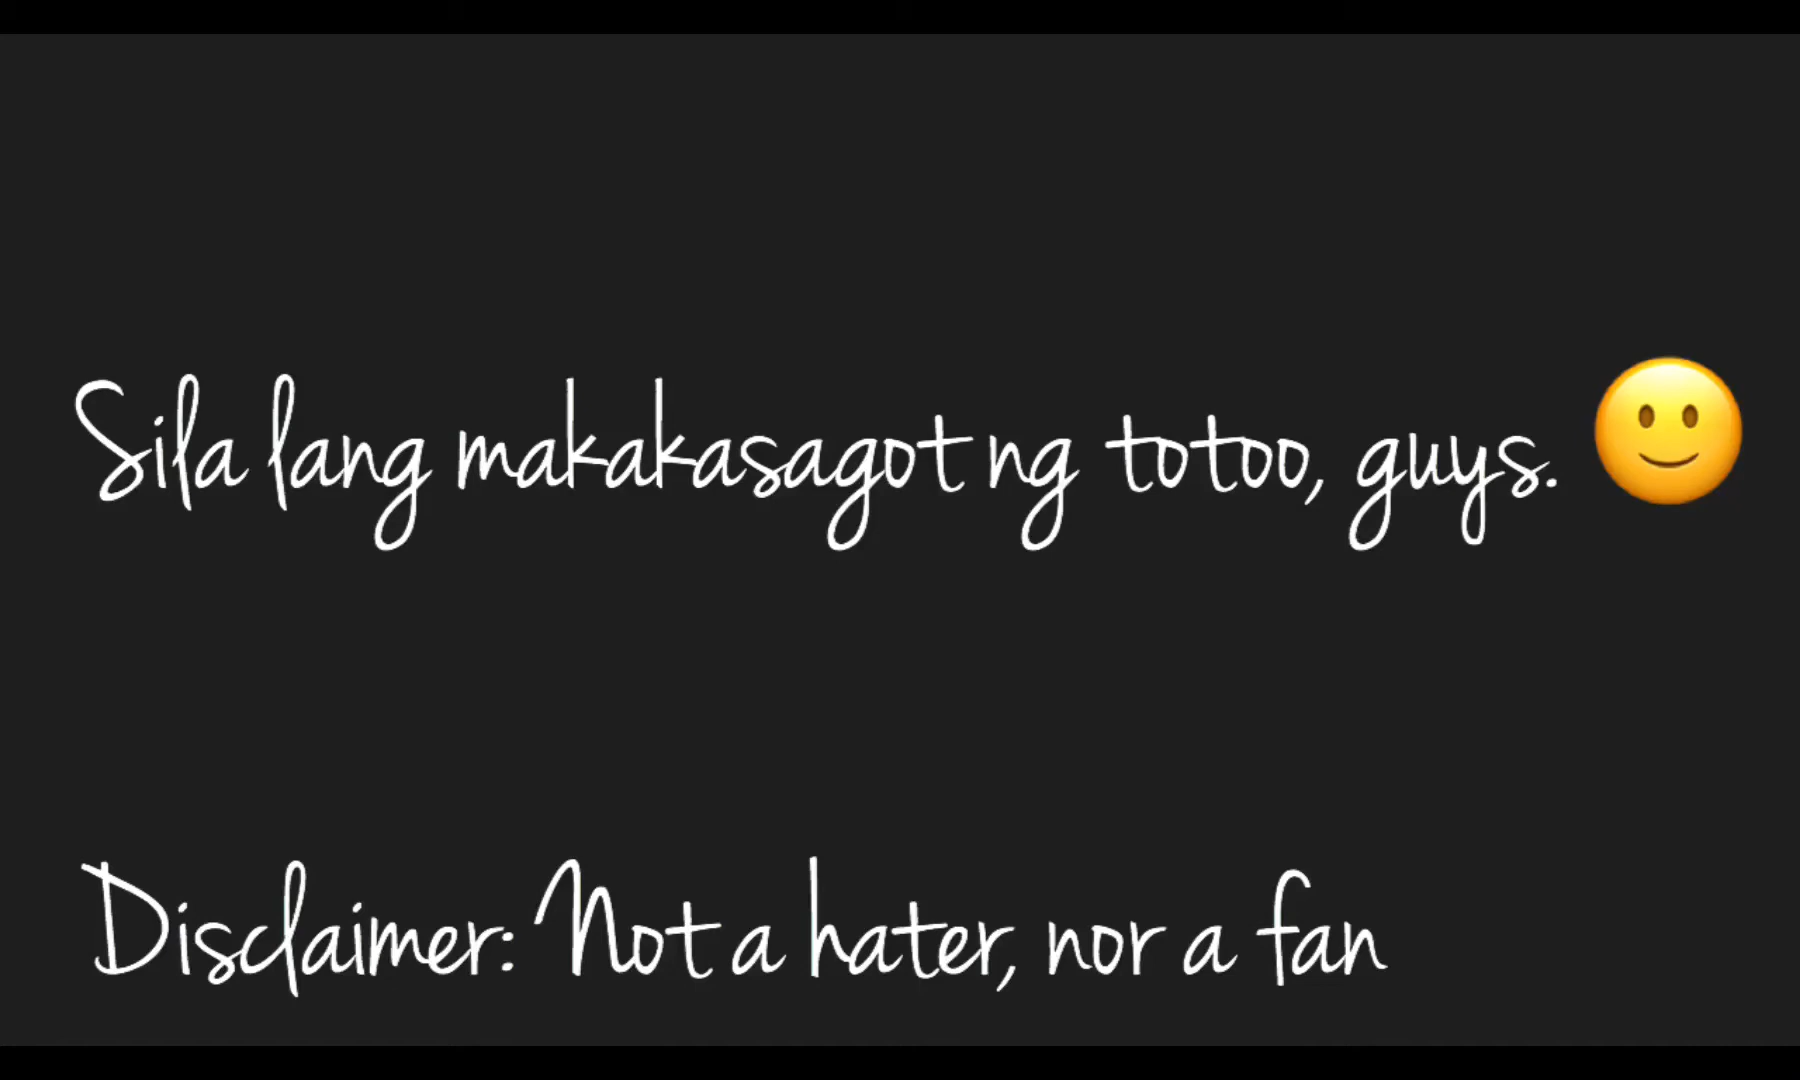 Sila lang makakasagot ng totoo, guys. 🙂
Disclaimer: Not a hater, nor a fan